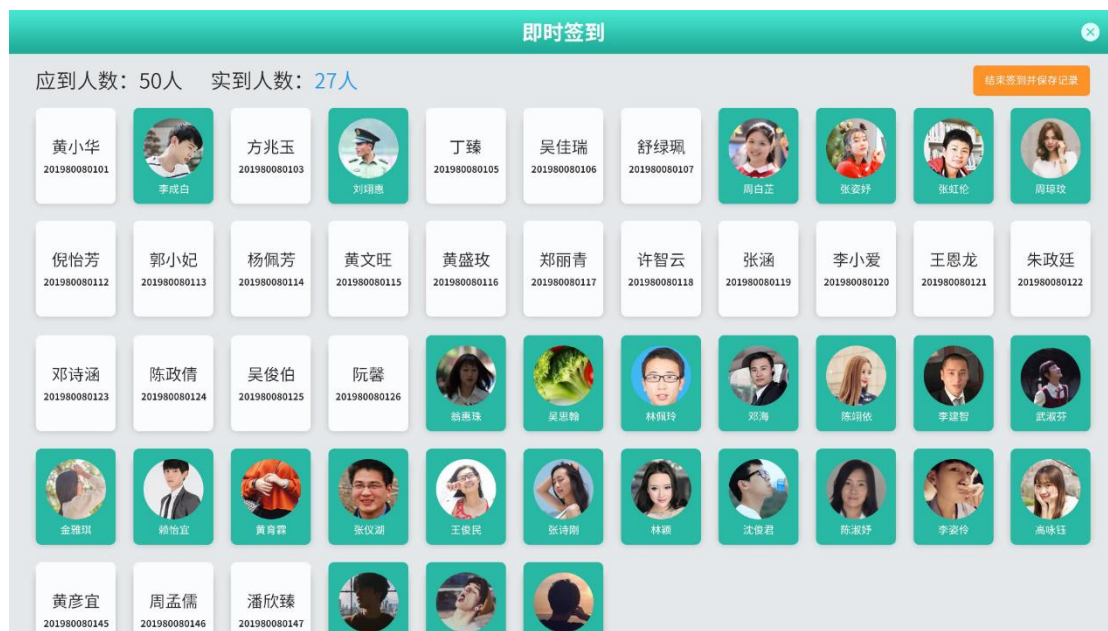 即时签到
应到人数：50人 实到人数：27人
结束签到并保存记录
黄小华
201980080101
李成白
方兆玉
201980080103
刘翊惠
丁臻
201980080105
吴佳瑞
201980080106
舒绿珮
201980080107
周白芷
张姿妤
张虹伦
周琼玟
倪怡芳
201980080112
郭小妃
201980080113
杨佩芳
201980080114
黄文旺
201980080115
黄盛玫
201980080116
郑丽青
201980080117
许智云
201980080118
张涵
201980080119
李小爱
201980080120
王恩龙
201980080121
朱政廷
201980080122
邓诗涵
201980080123
陈政倩
201980080124
吴俊伯
201980080125
阮馨
201980080126
翁惠珠
吴思翰
林佩玲
邓海
陈翊依
李建智
武淑芬
金雅琪
赖怡宜
黄育霖
张仪湖
王俊民
张诗刚
林颖
沈俊君
陈淑妤
李姿伶
高咏钰
黄彦宜
201980080145
周孟儒
201980080146
潘欣臻
201980080147